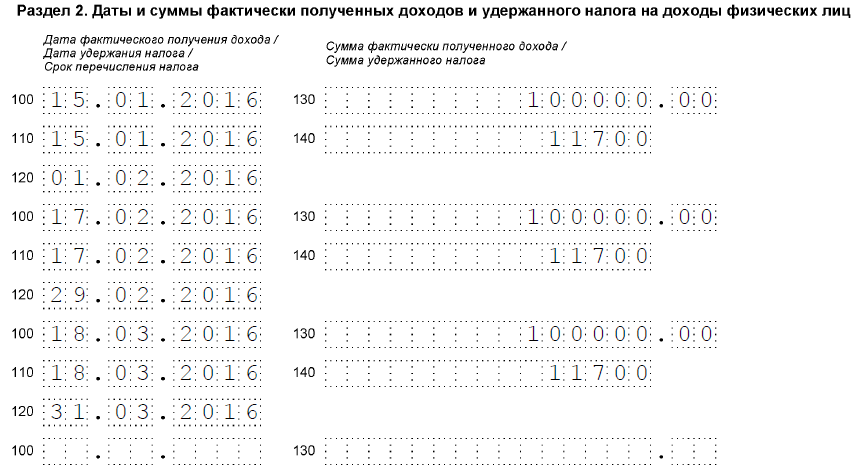 Раздел 2. Даты и суммы фактически полученных доходов и удержанного налога на доходы физических лиц
Дата фактического получения дохода /
Дата удержания налога /
Срок перечисления налога
Сумма фактически полученного дохода /
Сумма удержанного налога
100 15.01.2016 130 100000.00
110 15.01.2016 140 11700
120 01.02.2016
100 17.02.2016 130 100000.00
110 17.02.2016 140 11700
120 29.02.2016
100 18.03.2016 130 100000.00
110 18.03.2016 140 11700
120 31.03.2016
100 . . 130 .